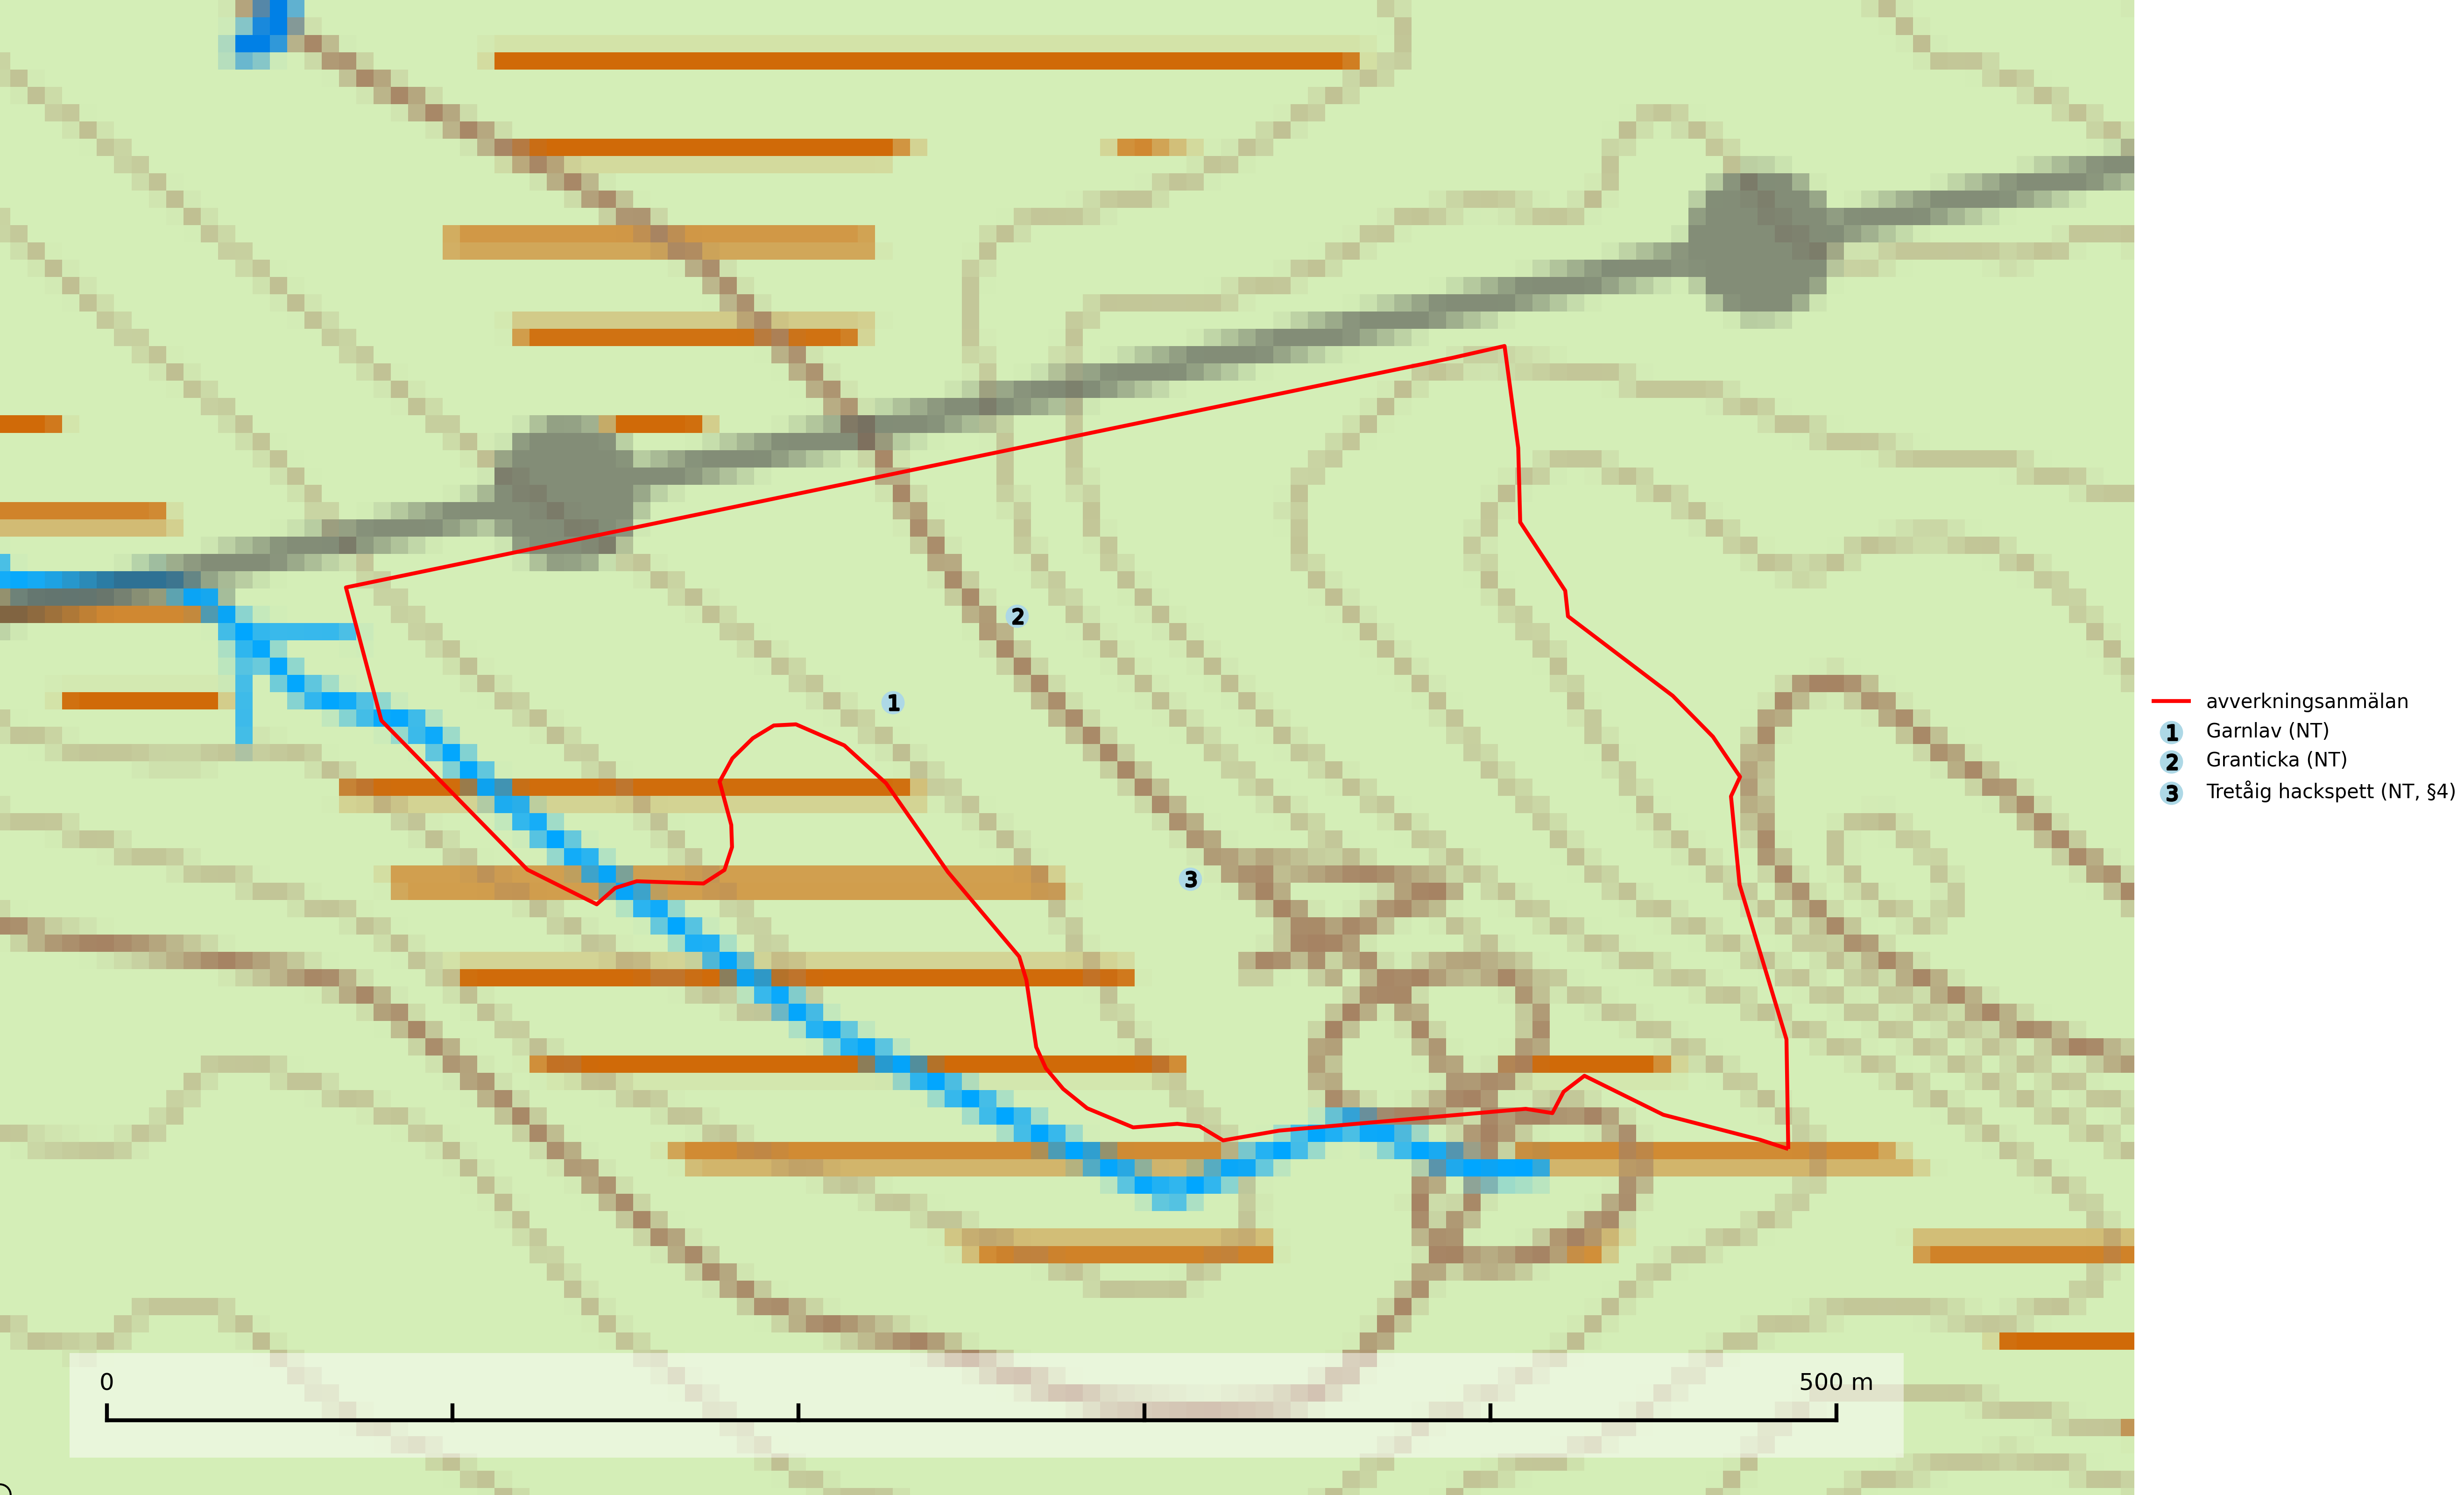 2
1
3
0
500 m
avverkningsanmälan
1 Garnlav (NT)
2 Granticka (NT)
3 Tretåig hackspett (NT, §4)